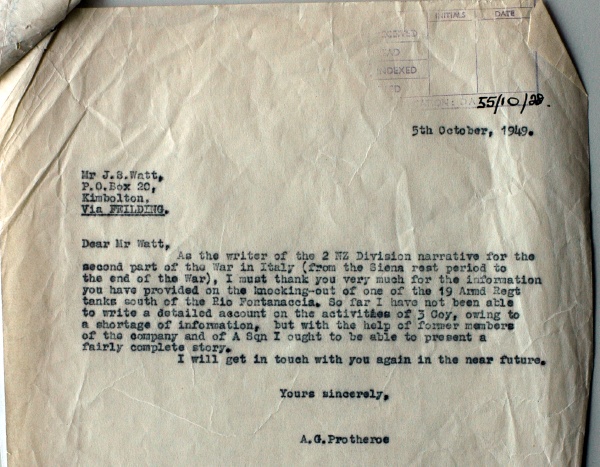 INITIALS DATE
INDEXED
55/10/28.
5th October, 1949.
Mr J.S.Watt,
P.O.Box 20,
Kimbolton.
Via FEILDING.
Dear Mr Watt,
As the writer of the 2 NZ Division narrative for the
second part of the War in Italy (from the Siena rest period to
the end of the War), I must thank you very much for the information
you have provided on the knocking-out of one of the 19 Armd Regt
tanks south of the Rio Fontanaccia. So far I have not been able
to write a detailed account on the activities of 3 Coy, owing to
a shortage of information, but with the help of former members
of the company and of A Sqn I ought to be able to present a
fairly complete story.
I will get in touch with you again in the near future.
Yours sincerely,
A.G.Protheroe